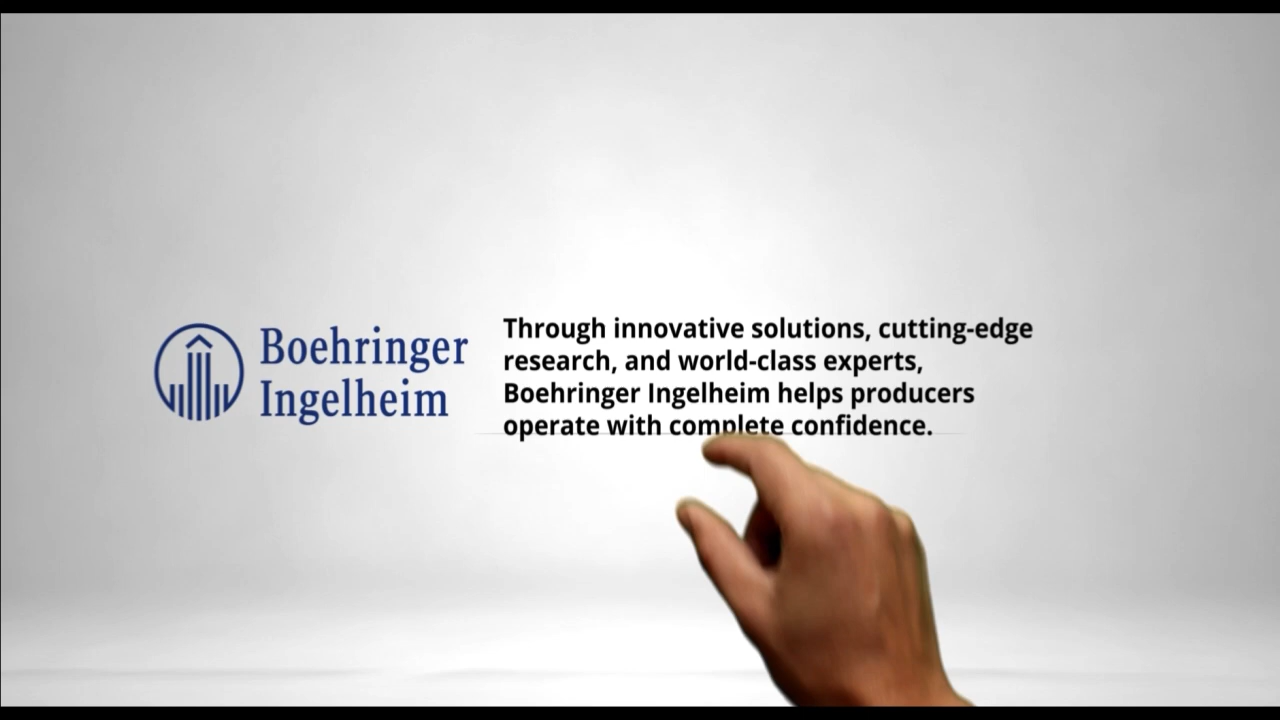 Boehringer
Ingelheim
Through innovative solutions, cutting-edge
research, and world-class experts,
Boehringer Ingelheim helps producers
operate with complete confidence.